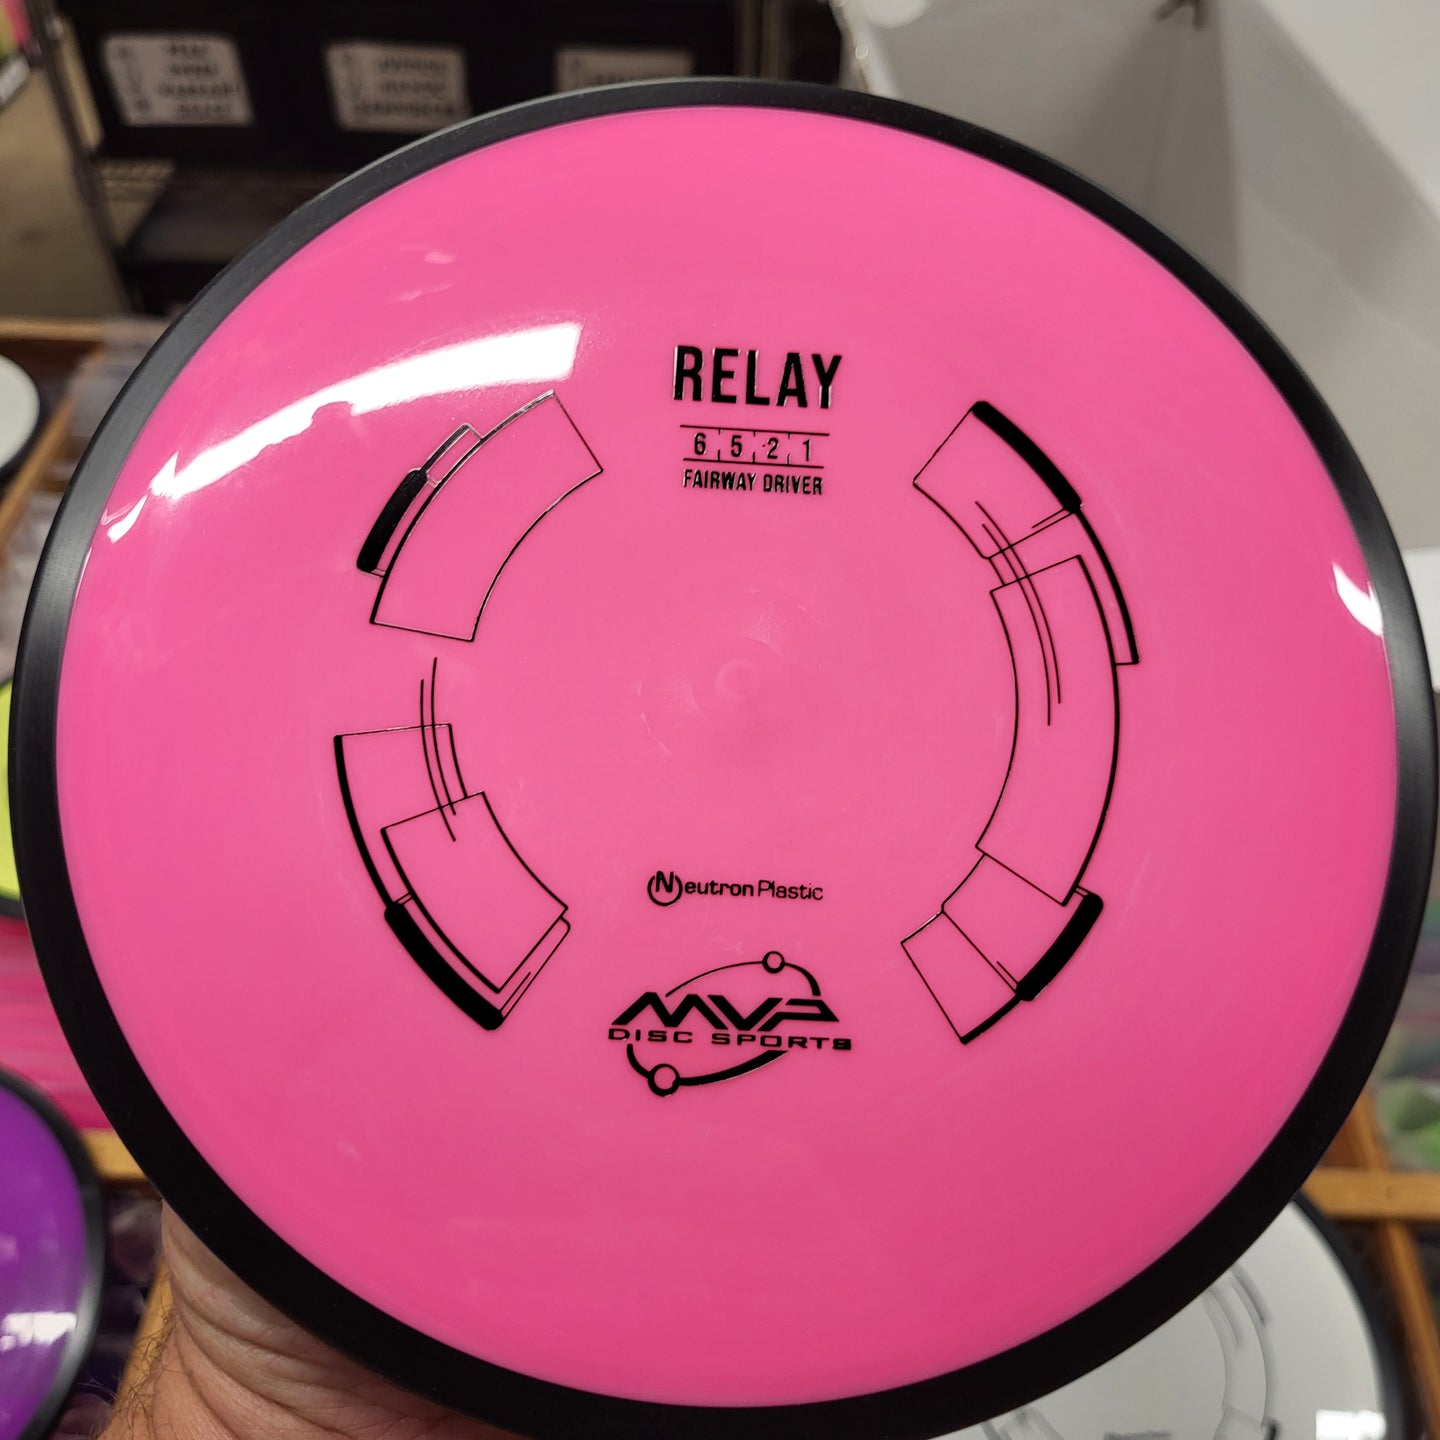 RELAY
6 5 -2 1
FAIRWAY DRIVER
Neutron Plastic
MVP
DISC SPORTS